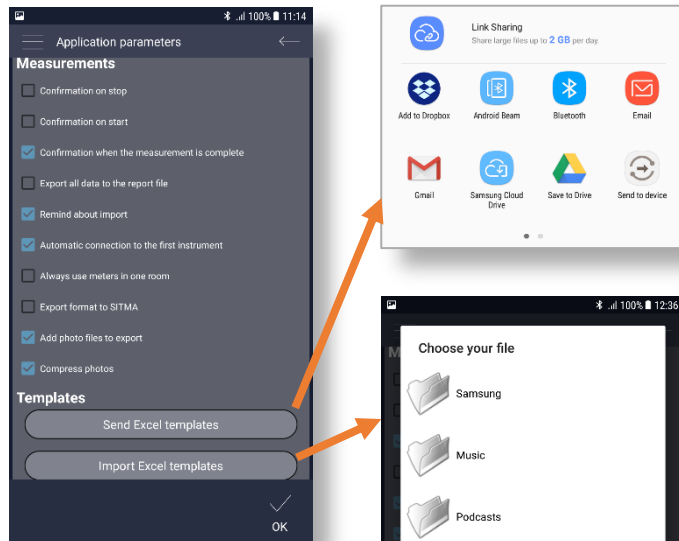 100% 11:14
Application parameters
Measurements
Confirmation on stop
Confirmation on start
Confirmation when the measurement is complete
Export all data to the report file
Remind about import
Automatic connection to the first instrument
Always use meters in one room
Export format to SITMA
Add photo files to export
Compress photos
Templates
Send Excel templates
Import Excel templates
OK
Link Sharing
Share large files up to 2 GB per day.
Add to Dropbox
Android Beam
Bluetooth
Email
Gmail
Samsung Cloud
Drive
Save to Drive
Send to device
100% 12:36
M
Choose your file
Samsung
Music
Podcasts